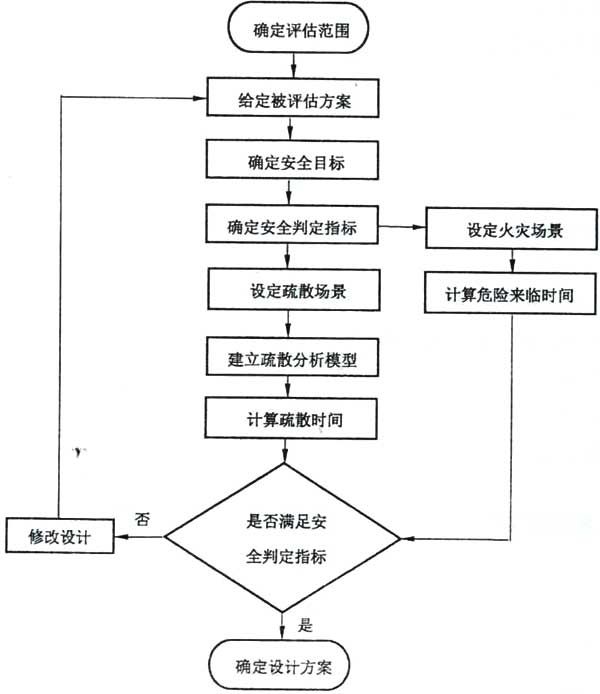 确定评估范围
给定被评估方案
确定安全目标
确定安全判定指标
设定火灾场景
设定疏散场景
计算危险来临时间
建立疏散分析模型
计算疏散时间
是否满足安
全判定指标
否
修改设计
是
确定设计方案